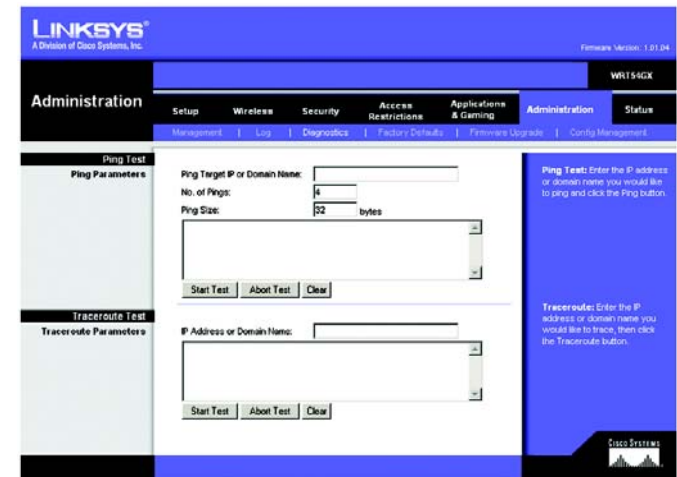 LINKSYS®
A Division of Cisco Systems, Inc.
Firmware Version: 1.01.04
WRT54GX
Administration
Setup Wireless Security Access Restrictions Applications & Gaming Administration Status
Management | Log | Diagnostics | Factory Defaults | Firmware Upgrade | Config Management
Ping Test
Ping Parameters
Ping Target IP or Domain Name:
No. of Pings: 4
Ping Size: 32 bytes
Start Test Abort Test Clear
Ping Test: Enter the IP address
or domain name you would like
to ping and click the Ping button.
Traceroute Test
Traceroute Parameters
IP Address or Domain Name:
Start Test Abort Test Clear
Traceroute: Enter the IP
address or domain name you
would like to trace, then click
the Traceroute button.
CISCO SYSTEMS